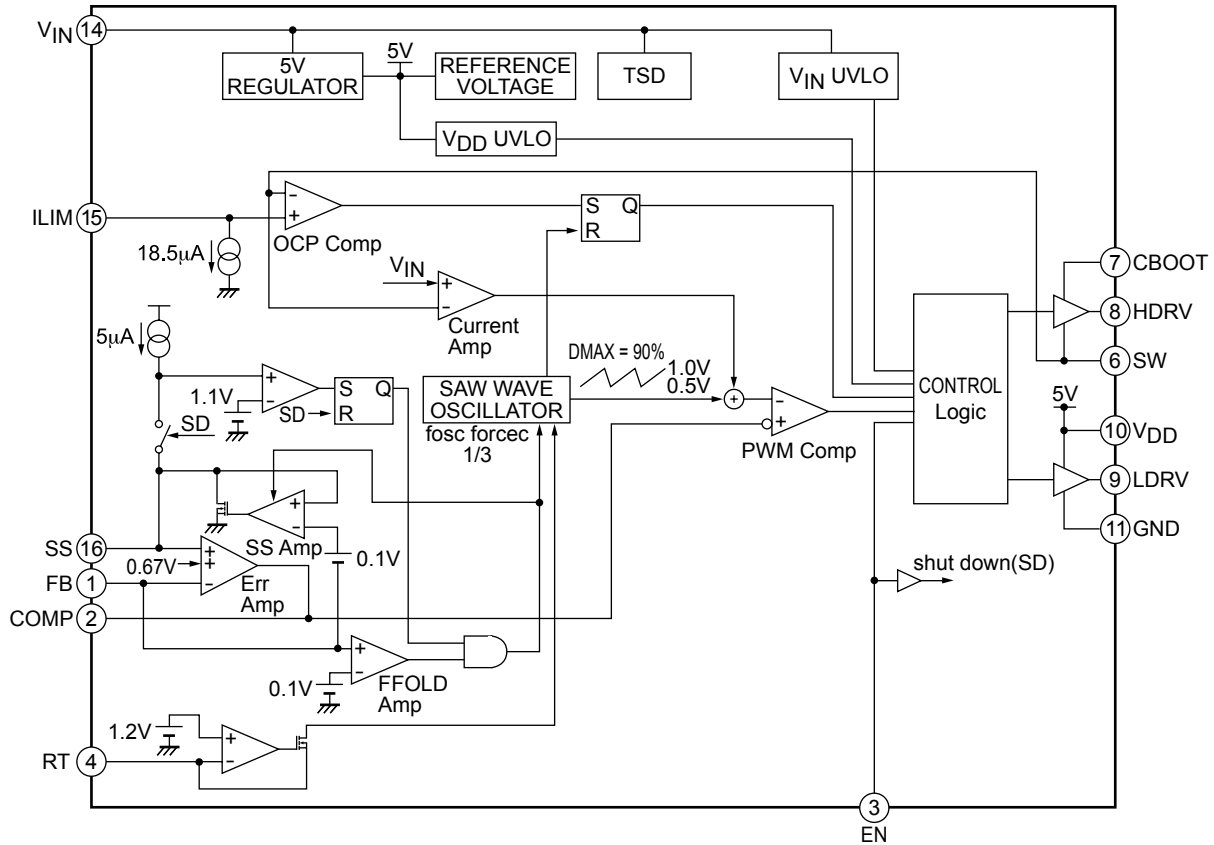 VIN 14
5V
REGULATOR
5V
REFERENCE
VOLTAGE
TSD
VIN UVLO
VDD UVLO
ILIM 15
-
+
OCP Comp
S Q
R
18.5μA
VIN
+
-
Current
Amp
CBOOT 7
HDRV 8
SW 6
5μA
DMAX = 90%
1.0V
0.5V
CONTROL
Logic
+
1.1V
-
S Q
SD R
SAW WAVE
OSCILLATOR
fosc forcec
1/3
+
-
+
PWM Comp
5V
10 VDD
9 LDRV
11 GND
SD
+
-
SS Amp
0.1V
SS 16
0.67V
+
+
-
Err
Amp
FB 1
COMP 2
shut down(SD)
+
-
0.1V
FFOLD
Amp
1.2V
+
-
RT 4
3
EN